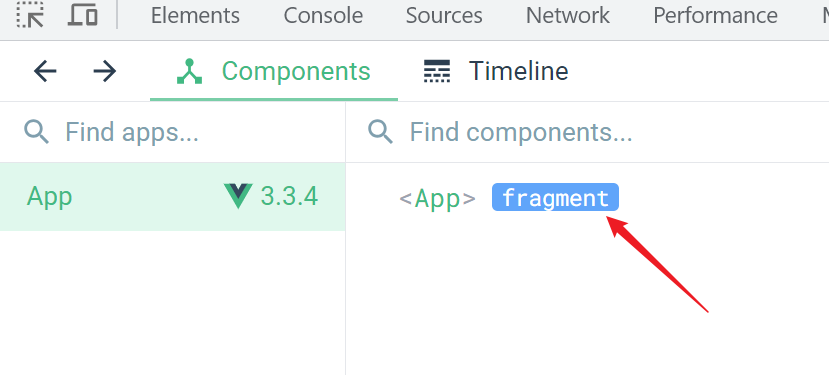 Elements Console Sources Network Performance
Components Timeline
Find apps... Find components...
App 3.3.4 <App> fragment